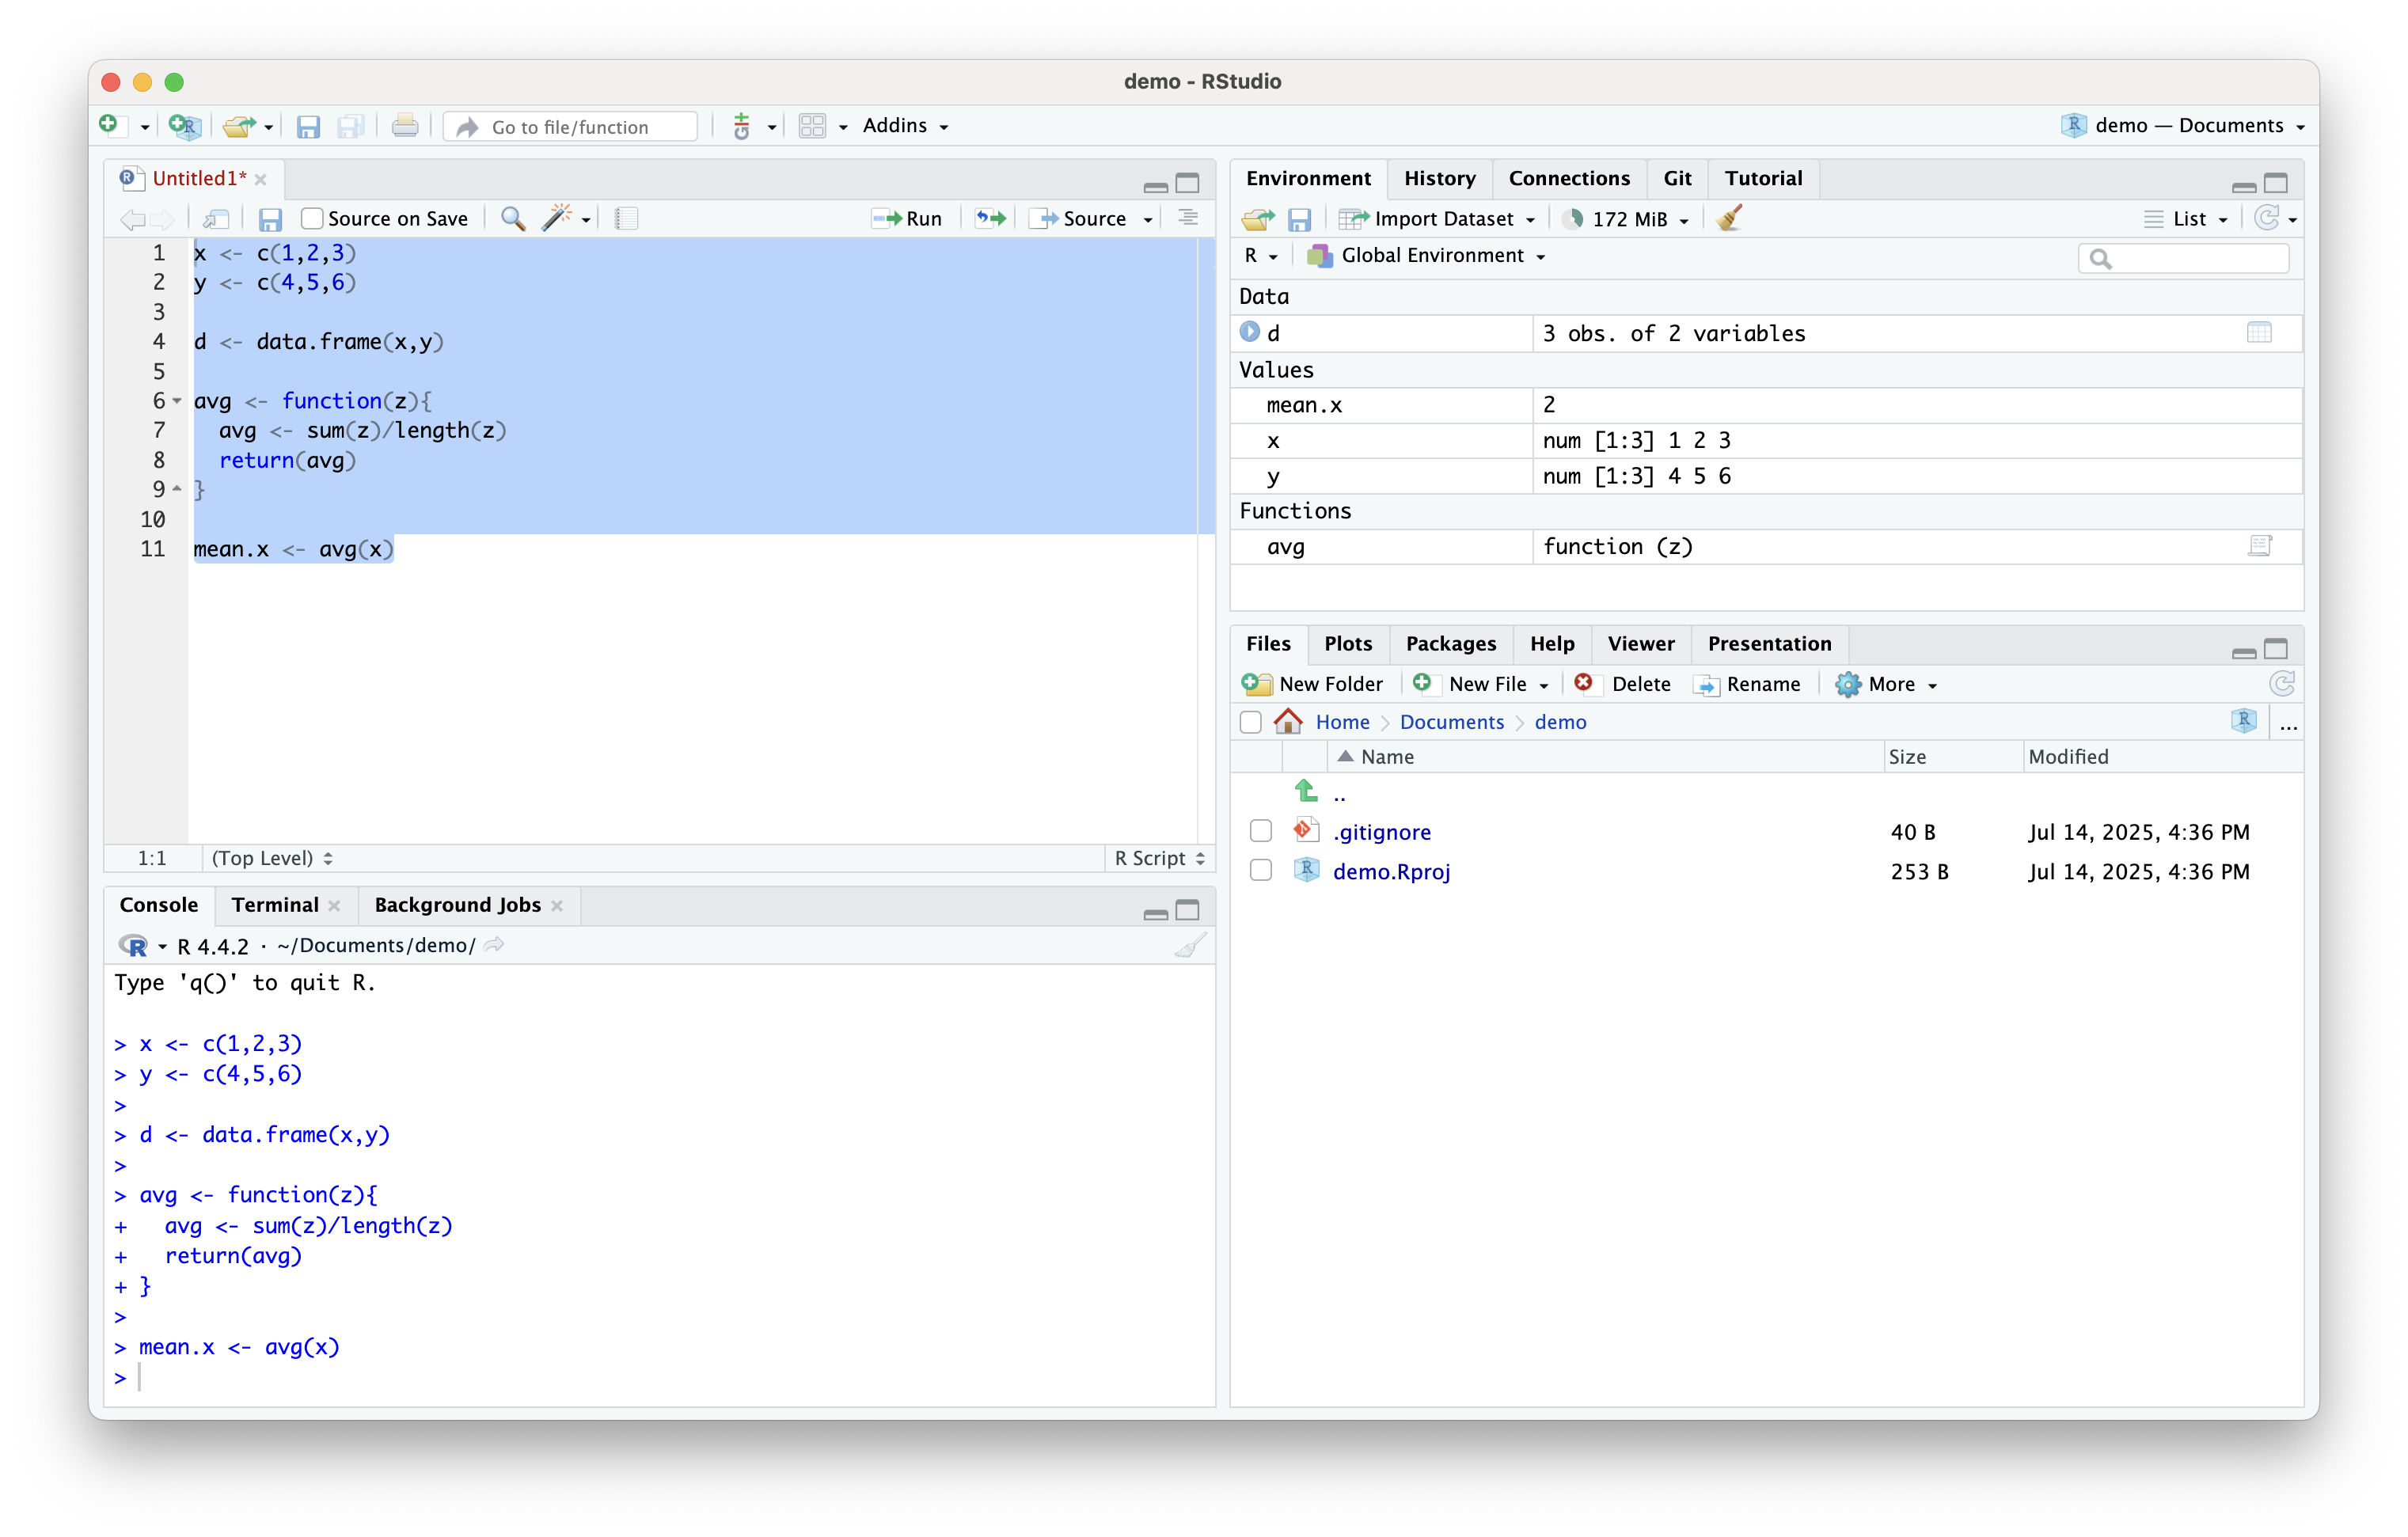 demo - RStudio
Go to file/function
Addins
demo — Documents
Untitled1*
Source on Save
Run
Source
1 x <- c(1,2,3)
2 y <- c(4,5,6)
3
4 d <- data.frame(x,y)
5
6 avg <- function(z){
7   avg <- sum(z)/length(z)
8   return(avg)
9 }
10
11 mean.x <- avg(x)
1:1 (Top Level) R Script
Console Terminal Background Jobs
R 4.4.2 · ~/Documents/demo/
Type 'q()' to quit R.
> x <- c(1,2,3)
> y <- c(4,5,6)
>
> d <- data.frame(x,y)
>
> avg <- function(z){
+   avg <- sum(z)/length(z)
+   return(avg)
+ }
>
> mean.x <- avg(x)
>
Environment History Connections Git Tutorial
Import Dataset 172 MiB List
R Global Environment
Data
d 3 obs. of 2 variables
Values
mean.x 2
x num [1:3] 1 2 3
y num [1:3] 4 5 6
Functions
avg function (z)
Files Plots Packages Help Viewer Presentation
New Folder New File Delete Rename More
Home Documents demo ...
Name Size Modified
..
.gitignore 40 B Jul 14, 2025, 4:36 PM
demo.Rproj 253 B Jul 14, 2025, 4:36 PM